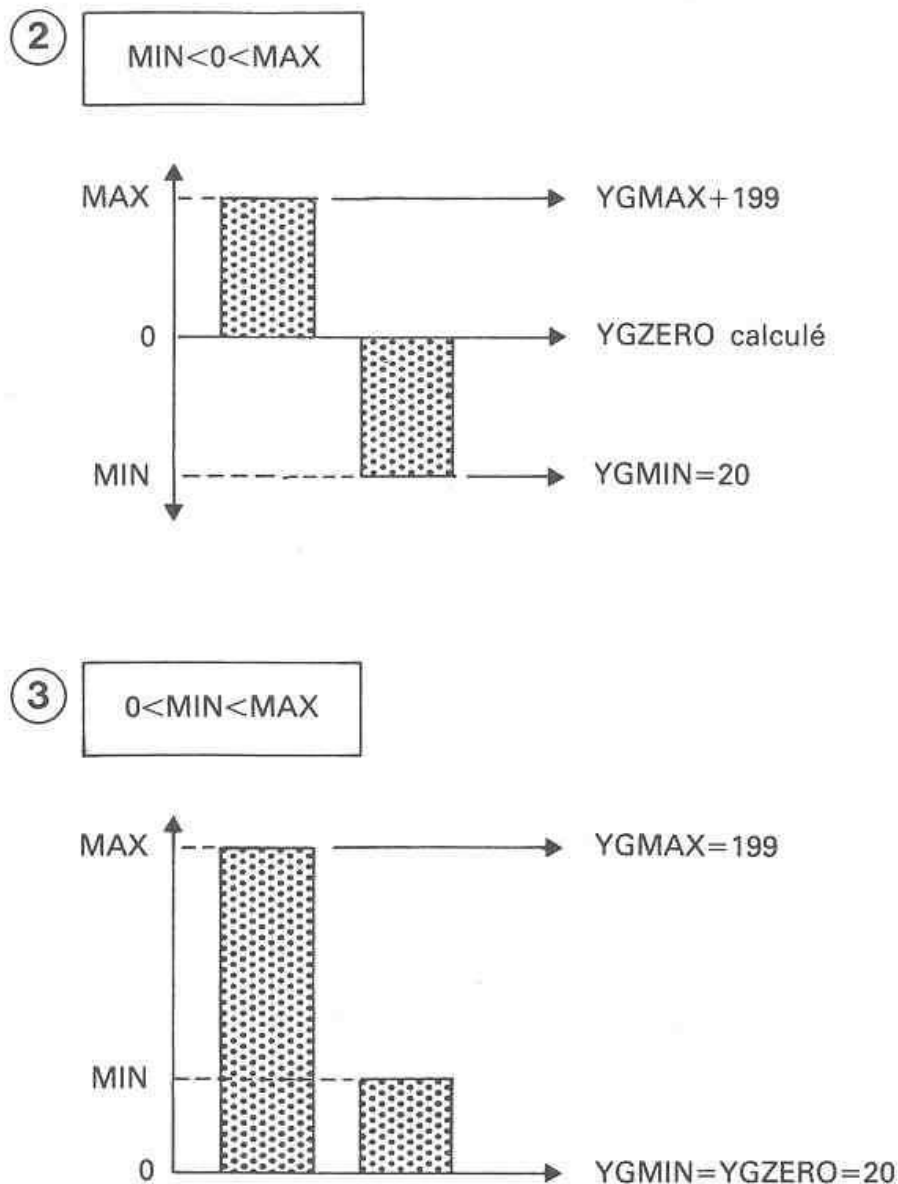 2
MIN<0<MAX
MAX
YGMAX+199
0
YGZERO calculé
MIN
YGMIN=20
3
0<MIN<MAX
MAX
YGMAX=199
MIN
0
YGMIN=YGZERO=20